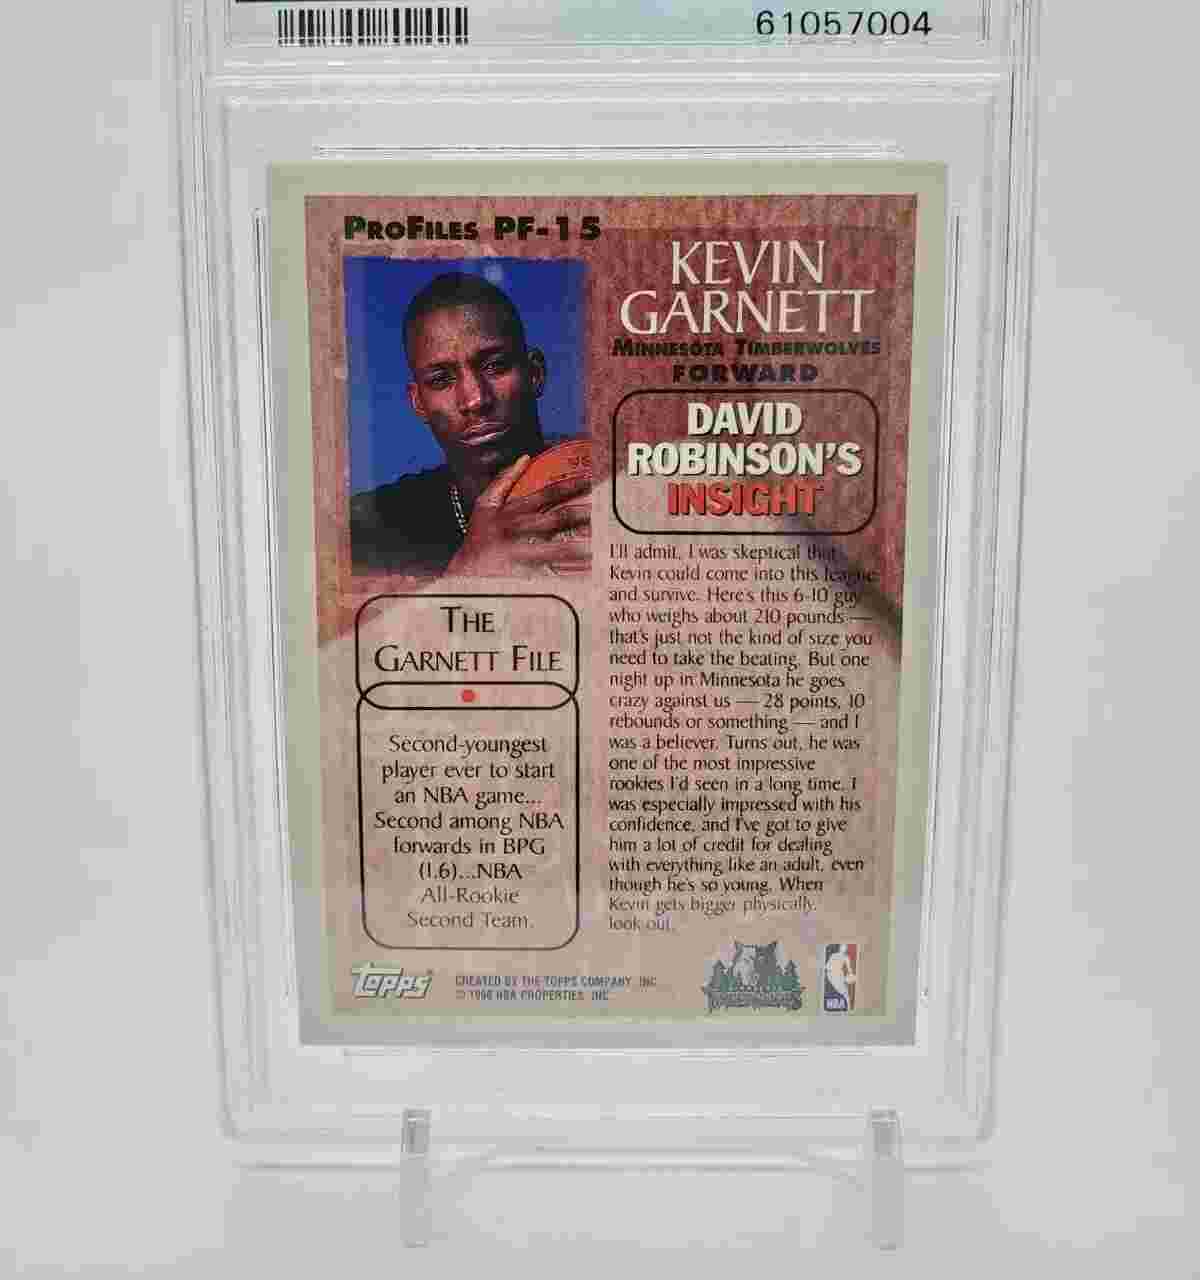 61057004
PROFILES PF-15
KEVIN
GARNETT
MINNESOTA TIMBERWOLVES
FORWARD
DAVID
ROBINSON'S
INSIGHT
I'll admit, I was skeptical that
Kevin could come into this league
and survive. Here's this 6-10 guy
who weighs about 210 pounds —
that's just not the kind of size you
need to take the beating. But one
night up in Minnesota he goes
crazy against us — 28 points, 10
rebounds or something — and I
was a believer. Turns out, he was
one of the most impressive
rookies I'd seen in a long time. I
was especially impressed with his
confidence, and I've got to give
him a lot of credit for dealing
with everything like an adult, even
though he's so young. When
Kevin gets bigger physically,
look out.
THE
GARNETT FILE
Second-youngest
player ever to start
an NBA game...
Second among NBA
forwards in BPG
(1.6)...NBA
All-Rookie
Second Team.
Topps
CREATED BY THE TOPPS COMPANY, INC.
© 1996 NBA PROPERTIES, INC.
NBA